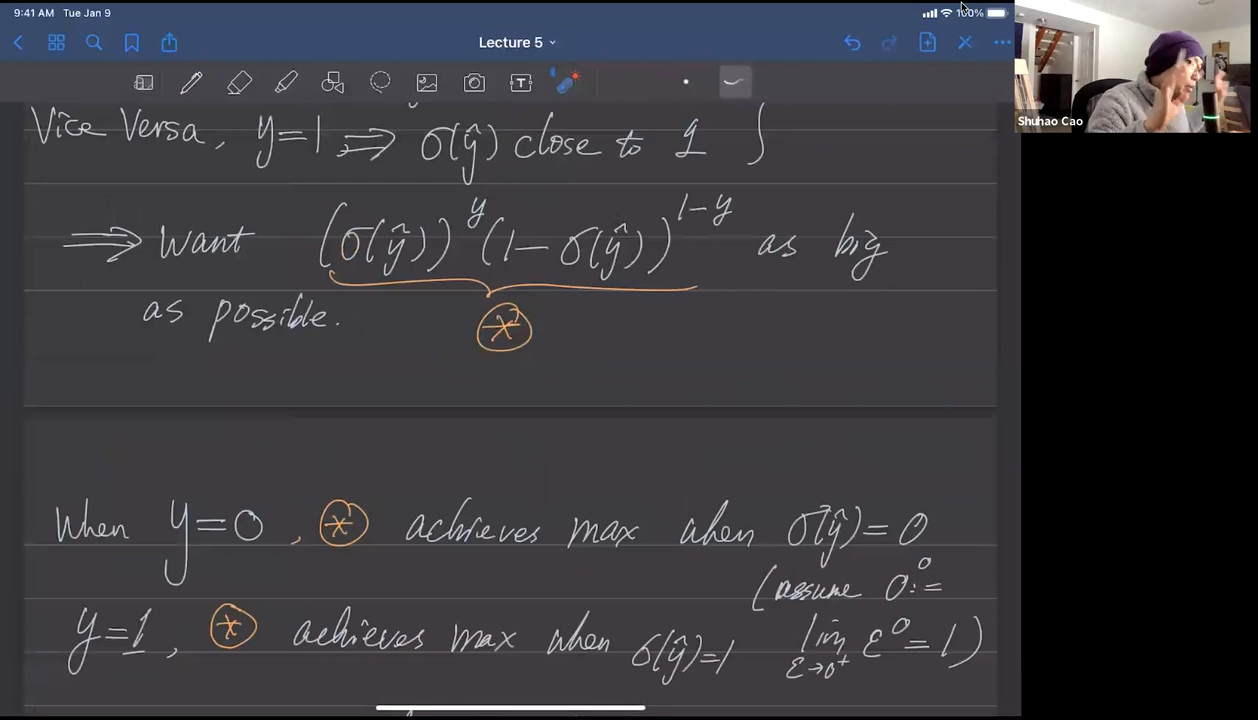 9:41 AM Tue Jan 9
100%
Lecture 5
Shuhao Cao
Vice Versa, y=1 ⟹ σ(ŷ) close to 1 }
⟹ Want (σ(ŷ))^y (1-σ(ŷ))^{1-y} as big
as possible. (*)
When y=0, (*) achieves max when σ(ŷ)=0
(assume 0^0 :=
y=1, (*) achieves max when σ(ŷ)=1 lim_{ε→0^+} ε^0 = 1)